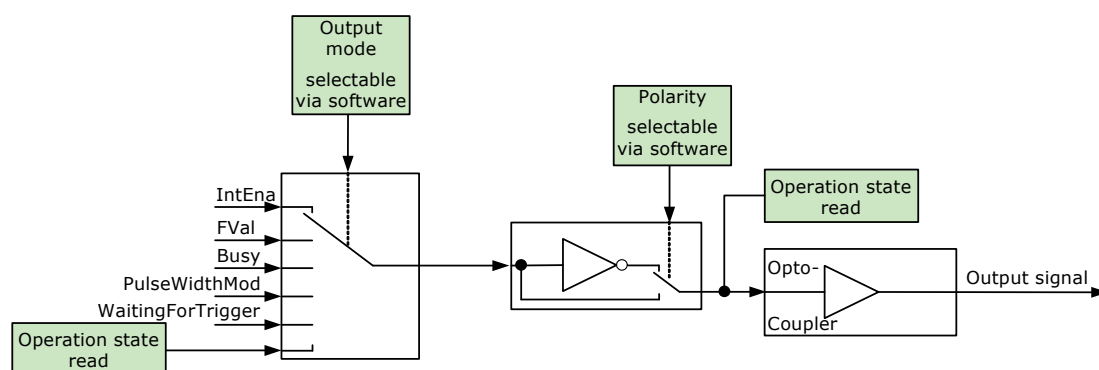 Output
mode
selectable
via software
Polarity
selectable
via software
IntEna
FVal
Busy
PulseWidthMod
WaitingForTrigger
Operation state
read
Operation state
read
Opto-
Coupler
Output signal